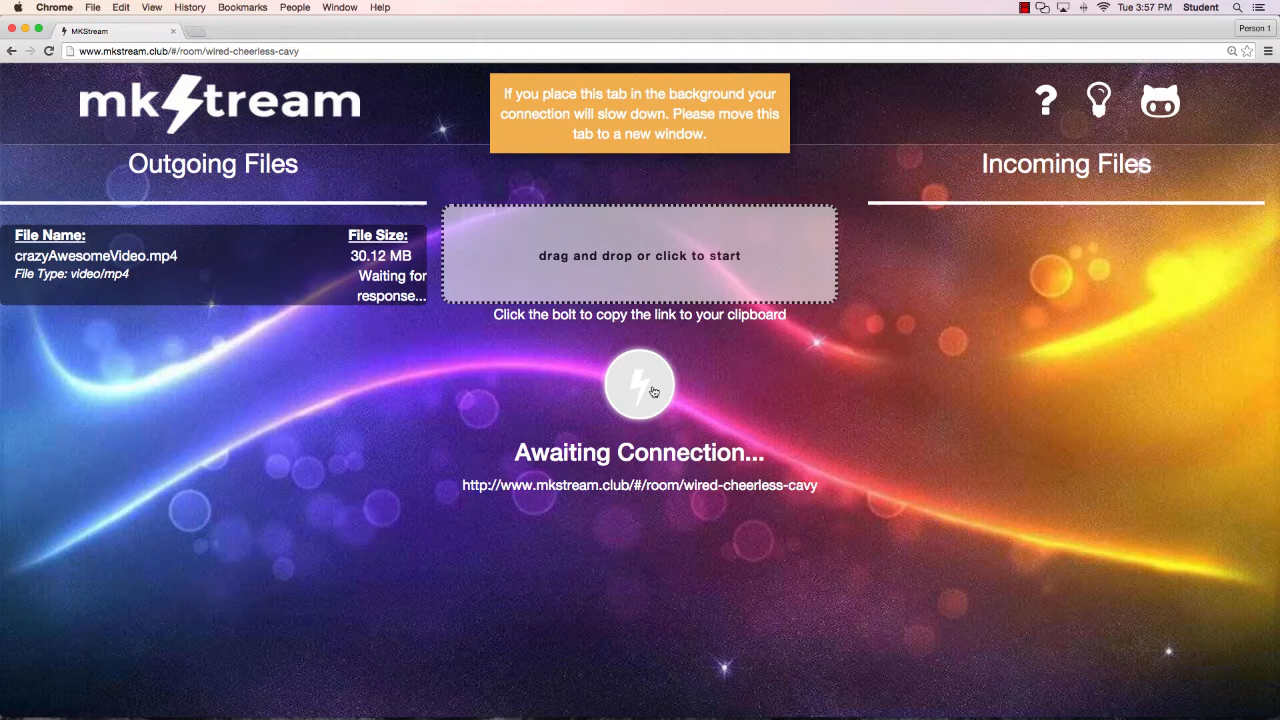 Chrome File Edit View History Bookmarks People Window Help Tue 3:57 PM Student
MKStream
Person 1
www.mkstream.club/#/room/wired-cheerless-cavy
mkstream
If you place this tab in the background your
connection will slow down. Please move this
tab to a new window.
Outgoing Files
Incoming Files
File Name:
File Size:
crazyAwesomeVideo.mp4
30.12 MB
File Type: video/mp4
Waiting for
response...
drag and drop or click to start
Click the bolt to copy the link to your clipboard
Awaiting Connection...
http://www.mkstream.club/#/room/wired-cheerless-cavy